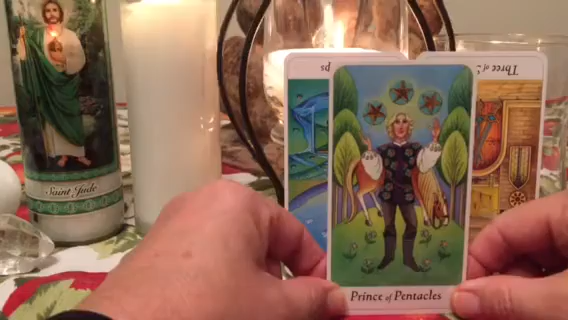 Saint Jude
Three of
Prince of Pentacles